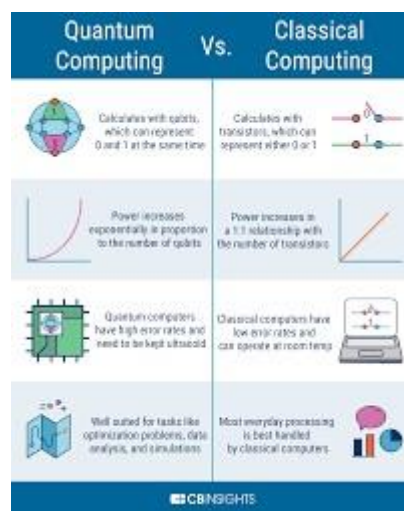 Quantum
Computing
Vs.
Classical
Computing
Calculates with qubits,
which can represent
0 and 1 at the same time
Calculates with
transistors, which can
represent either 0 or 1
0
1
Power increases
exponentially in proportion
to the number of qubits
Power increases in
a 1:1 relationship with
the number of transistors
Quantum computers
have high error rates and
need to be kept ultracold
Classical computers have
low error rates and
can operate at room temp
Well suited for tasks like
optimization problems, data
analysis, and simulations
Most everyday processing
is best handled
by classical computers
CBINSIGHTS